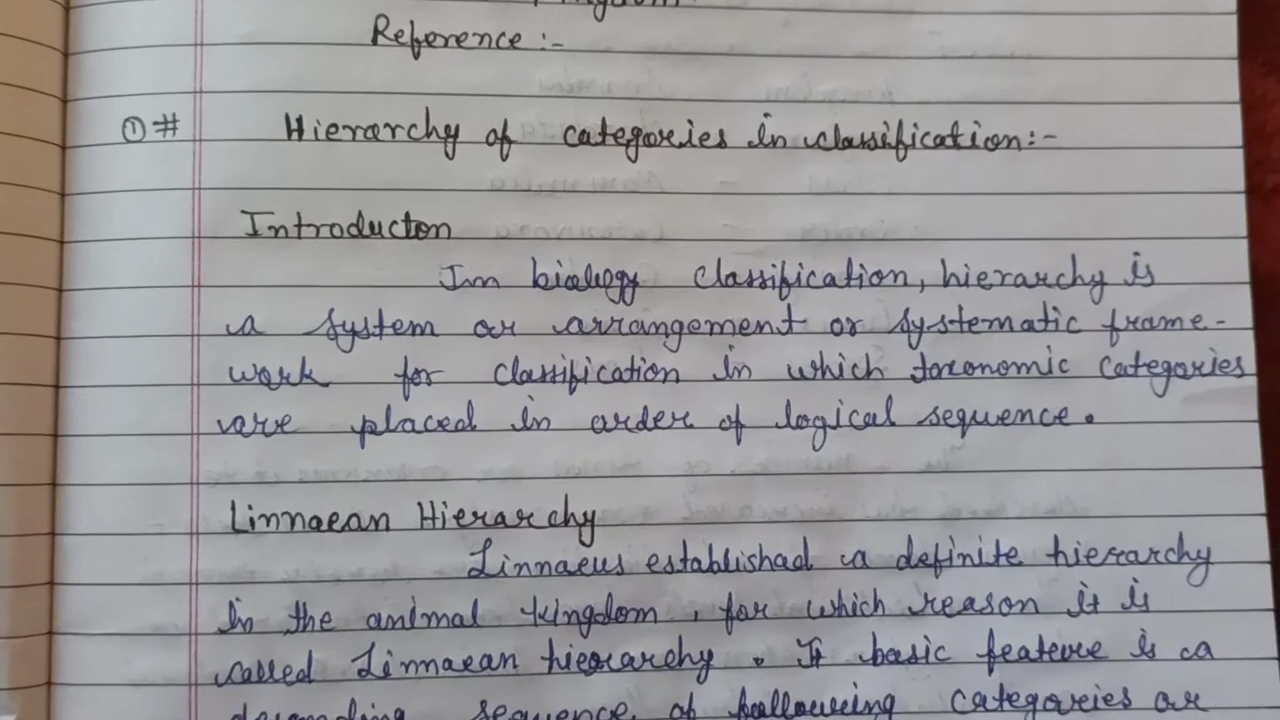 Reference :-
①# Hierarchy of categories in classification:-
Introducton
Inn biology classification, hierarchy is
a system or arrangement or systematic frame-
work for classification in which taxonomic categories
are placed in order of logical sequence.
Linnaean Hierarchy
Linnaeus establishad a definite hierarchy
in the animal kingdom, for which reason it is
called Linnaean hierarchy. It basic feature is a
sequence of following categories or